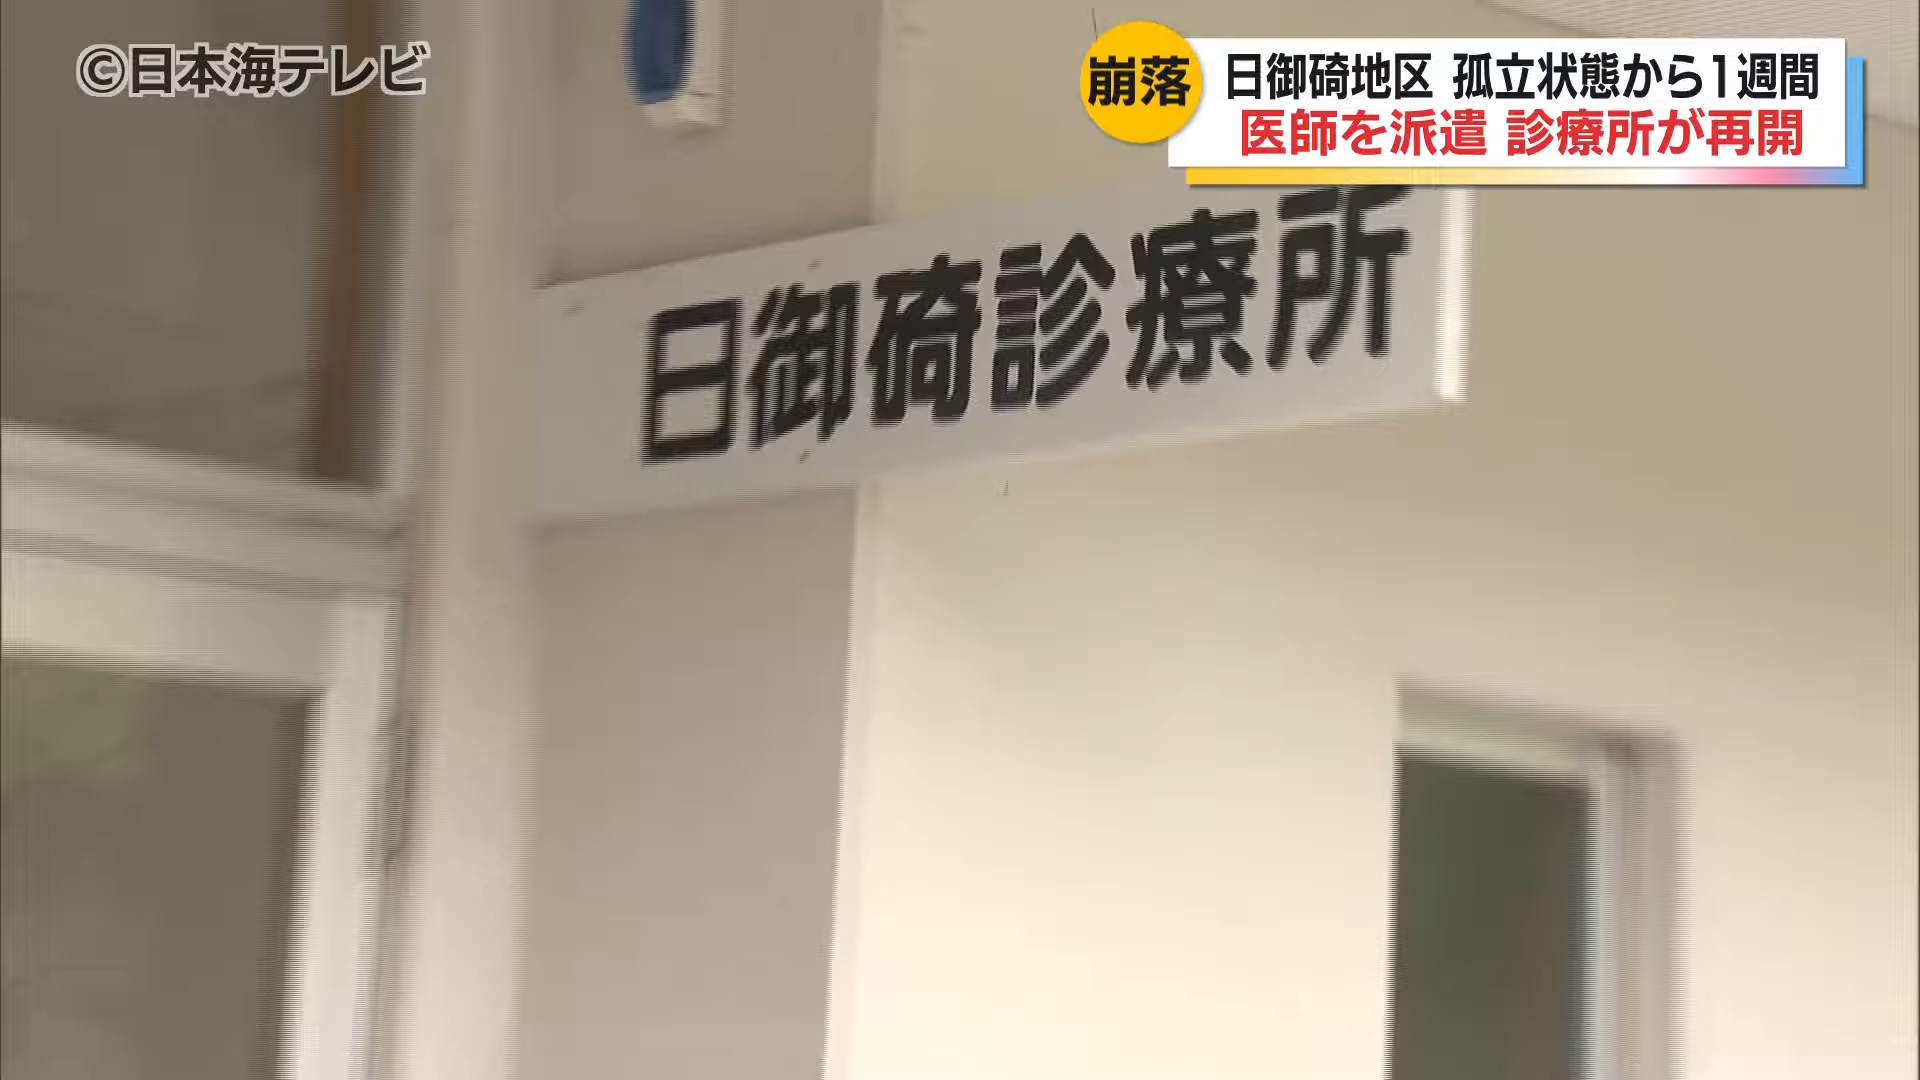 ©日本海テレビ
崩落
日御碕地区 孤立状態から1週間
医師を派遣 診療所が再開
日御碕診療所